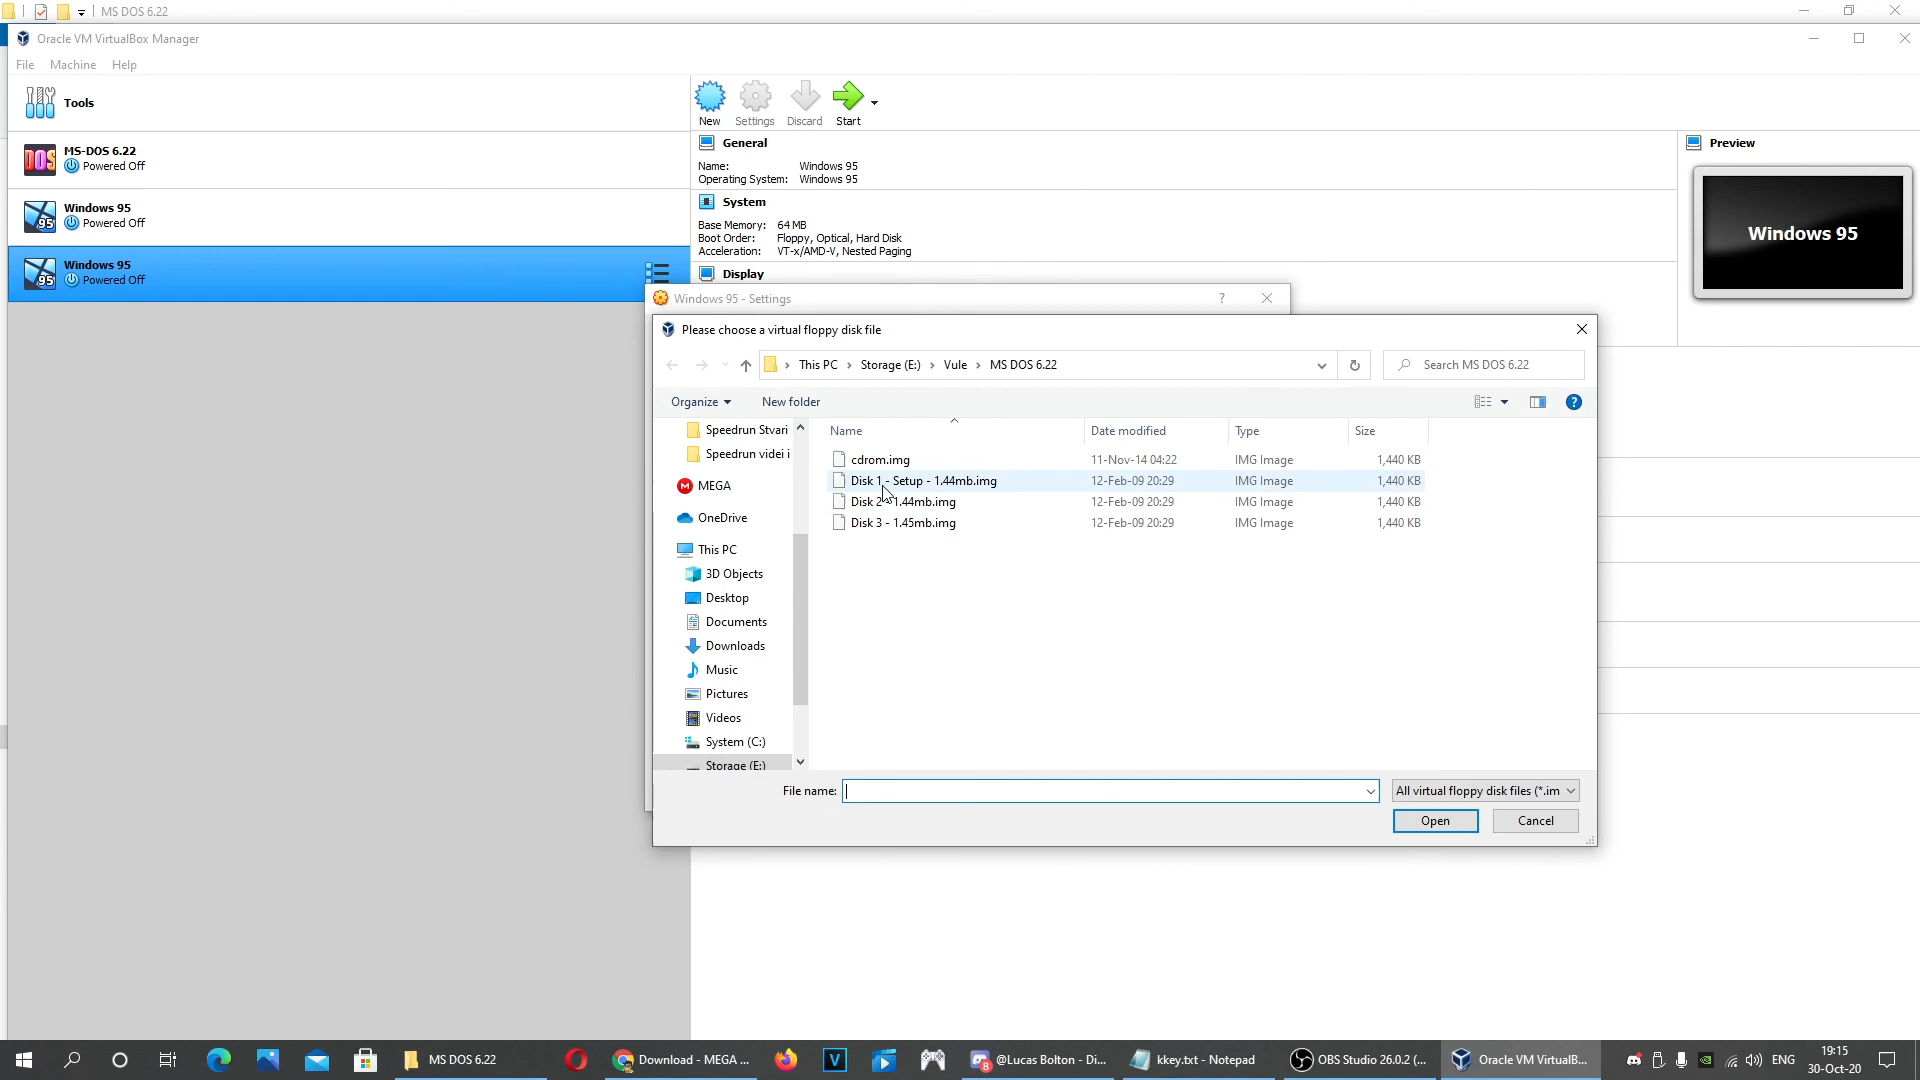 MS DOS 6.22
Oracle VM VirtualBox Manager
File Machine Help
Tools
New Settings Discard Start
DOS MS-DOS 6.22
Powered Off
95 Windows 95
Powered Off
95 Windows 95
Powered Off
General
Name: Windows 95
Operating System: Windows 95
System
Base Memory: 64 MB
Boot Order: Floppy, Optical, Hard Disk
Acceleration: VT-x/AMD-V, Nested Paging
Display
Preview
Windows 95
Windows 95 - Settings ?
Please choose a virtual floppy disk file
This PC › Storage (E:) › Vule › MS DOS 6.22
Search MS DOS 6.22
Organize New folder ?
Name Date modified Type Size
cdrom.img 11-Nov-14 04:22 IMG Image 1,440 KB
Disk 1 - Setup - 1.44mb.img 12-Feb-09 20:29 IMG Image 1,440 KB
Disk 2 - 1.44mb.img 12-Feb-09 20:29 IMG Image 1,440 KB
Disk 3 - 1.45mb.img 12-Feb-09 20:29 IMG Image 1,440 KB
Speedrun Stvari
Speedrun videi i
M MEGA
OneDrive
This PC
3D Objects
Desktop
Documents
Downloads
Music
Pictures
Videos
System (C:)
Storage (E:)
File name:
All virtual floppy disk files (*.im
Open Cancel
MS DOS 6.22
Download - MEGA ...
V
8 @Lucas Bolton - Di...
kkey.txt - Notepad
OBS Studio 26.0.2 (...
Oracle VM VirtualB...
ENG
19:15
30-Oct-20